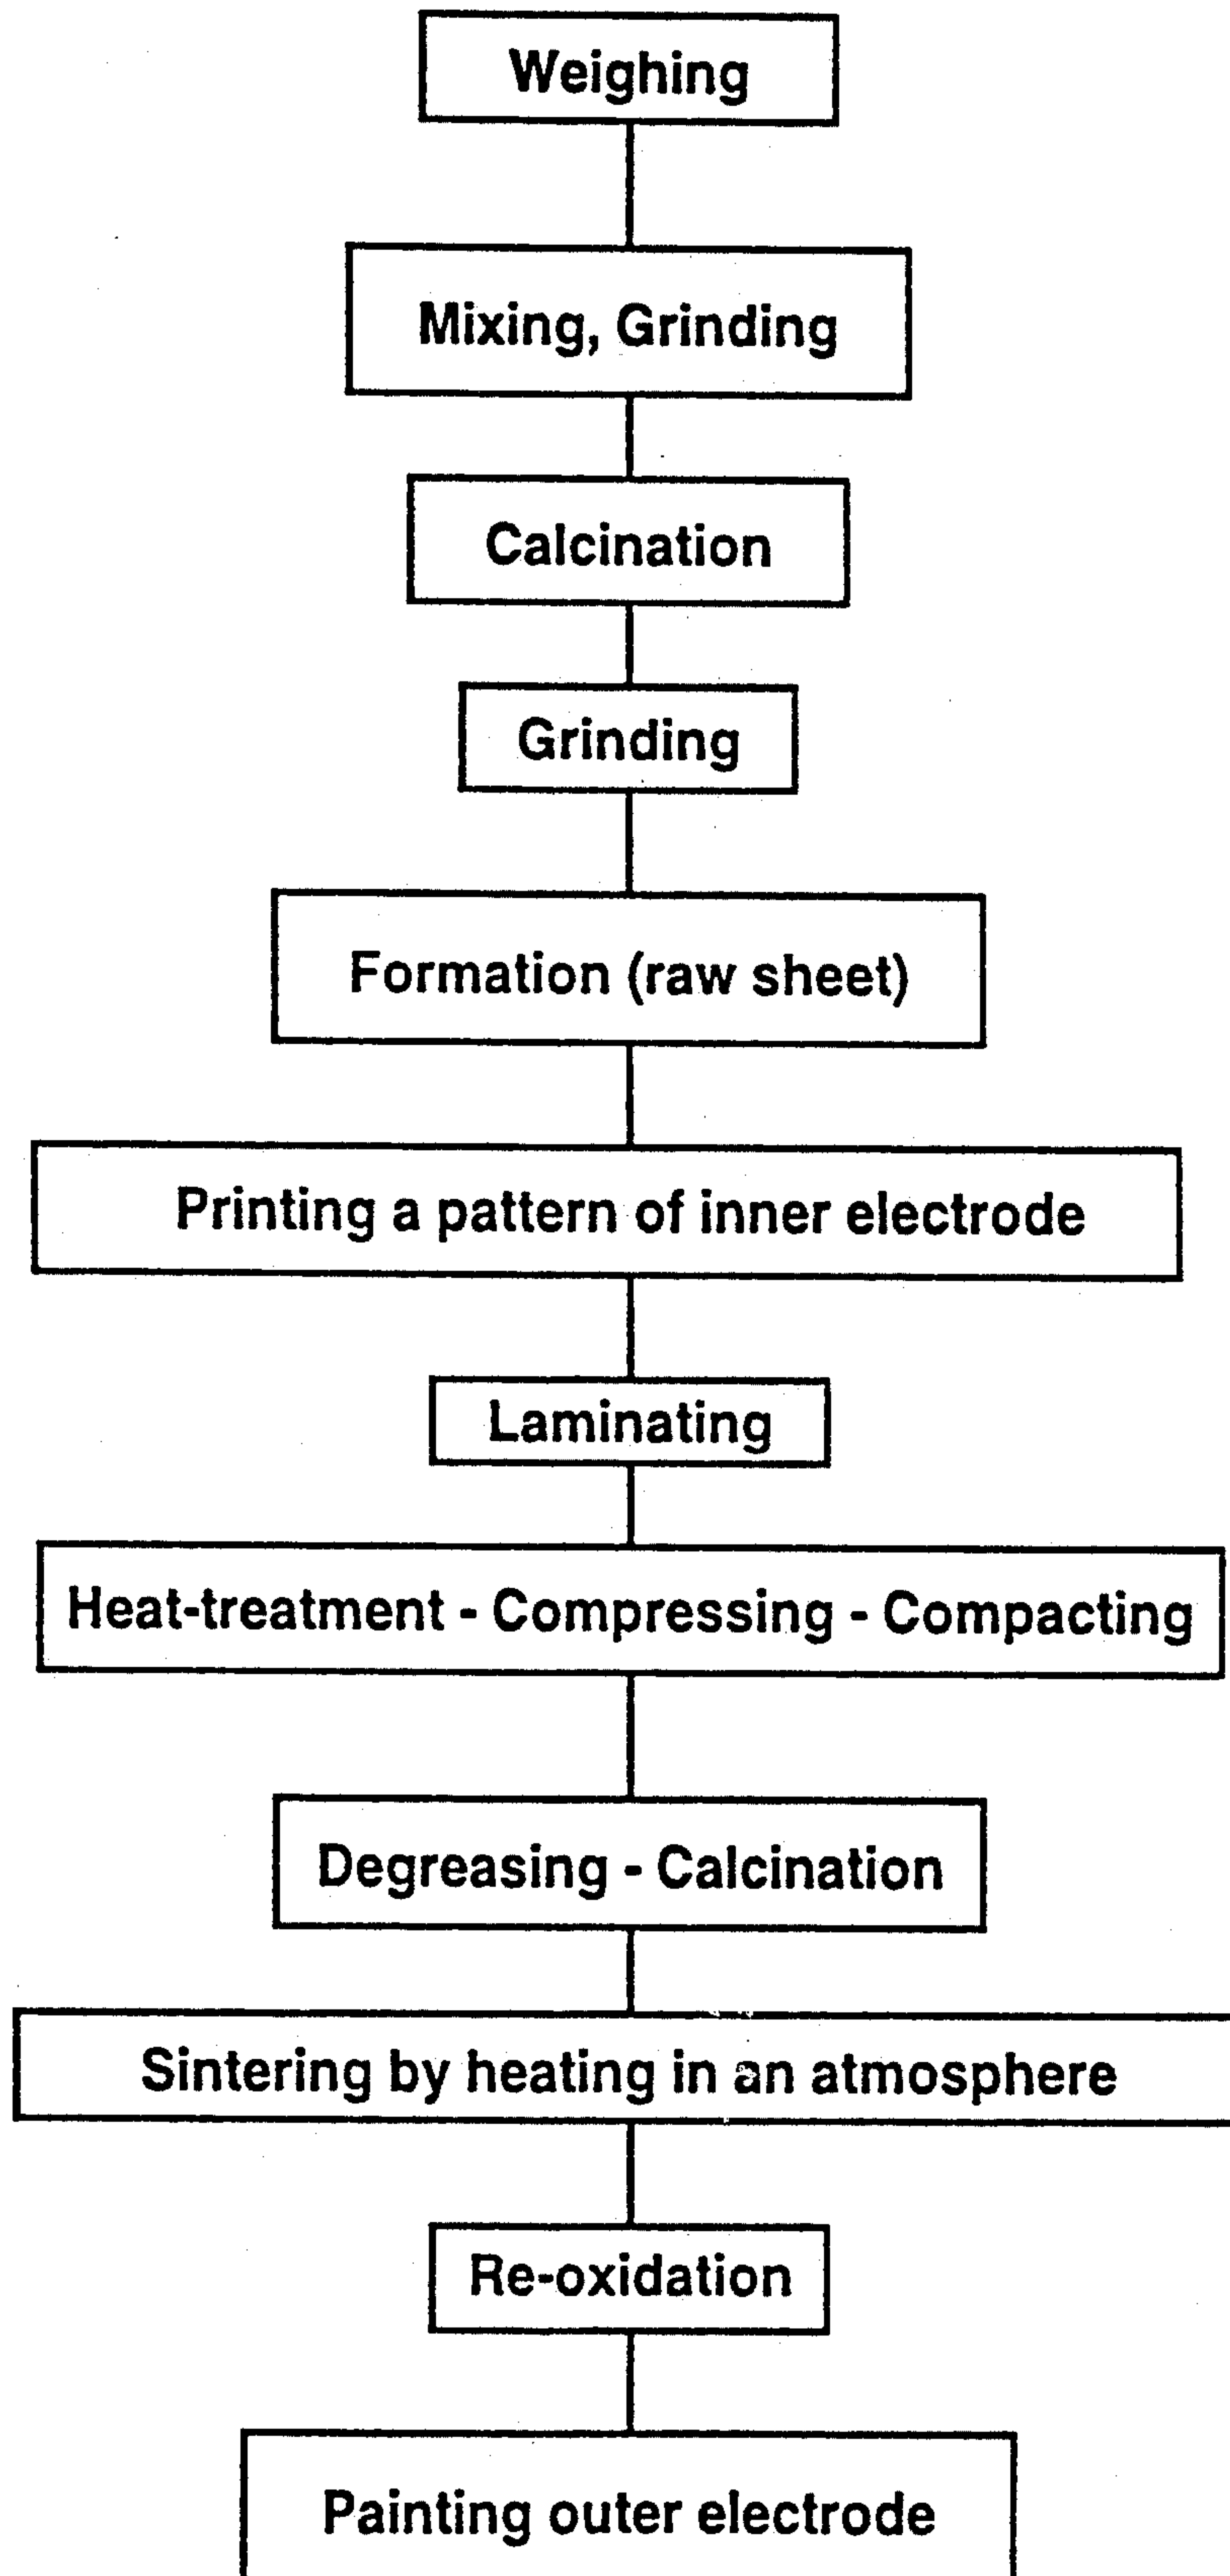 Weighing
Mixing, Grinding
Calcination
Grinding
Formation (raw sheet)
Printing a pattern of inner electrode
Laminating
Heat-treatment - Compressing - Compacting
Degreasing - Calcination
Sintering by heating in an atmosphere
Re-oxidation
Painting outer electrode